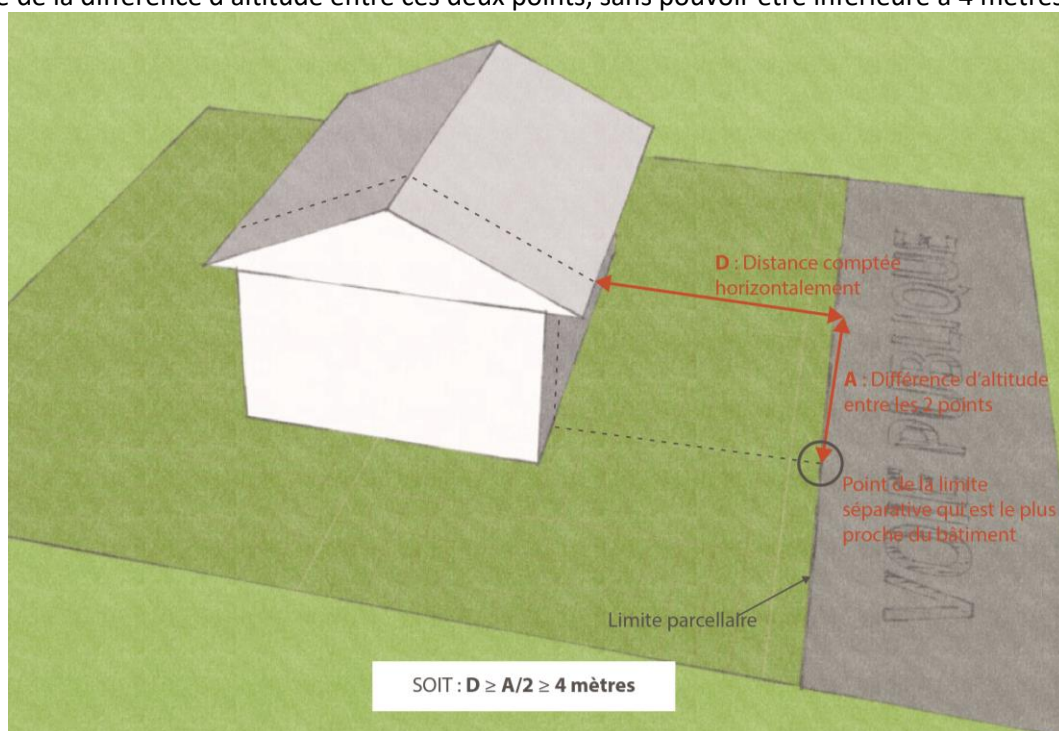 de la différence d'altitude entre ces deux points, sans pouvoir être inférieure à 4 mètres
D : Distance comptée
horizontalement
A : Différence d'altitude
entre les 2 points
VOIE PUBLIQUE
Point de la limite
séparative qui est le plus
proche du bâtiment
Limite parcellaire
SOIT : D ≥ A/2 ≥ 4 mètres